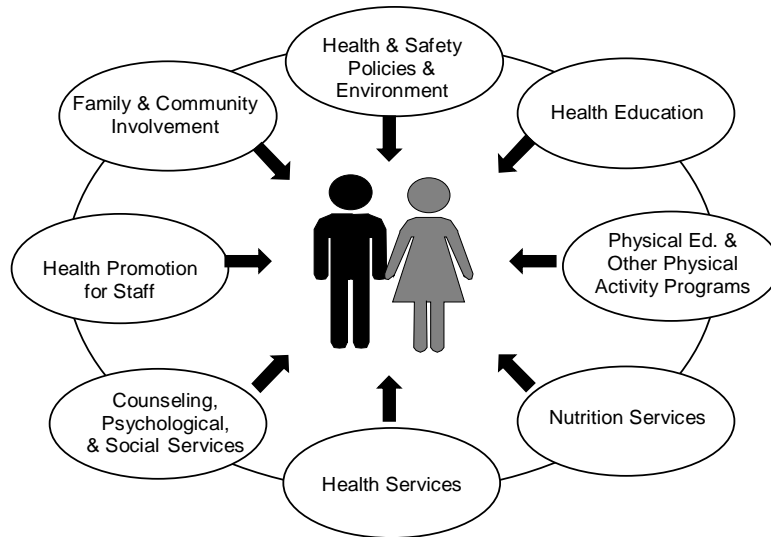 Health & Safety
Policies &
Environment
Family & Community
Involvement
Health Education
Health Promotion
for Staff
Physical Ed. &
Other Physical
Activity Programs
Counseling,
Psychological,
& Social Services
Nutrition Services
Health Services